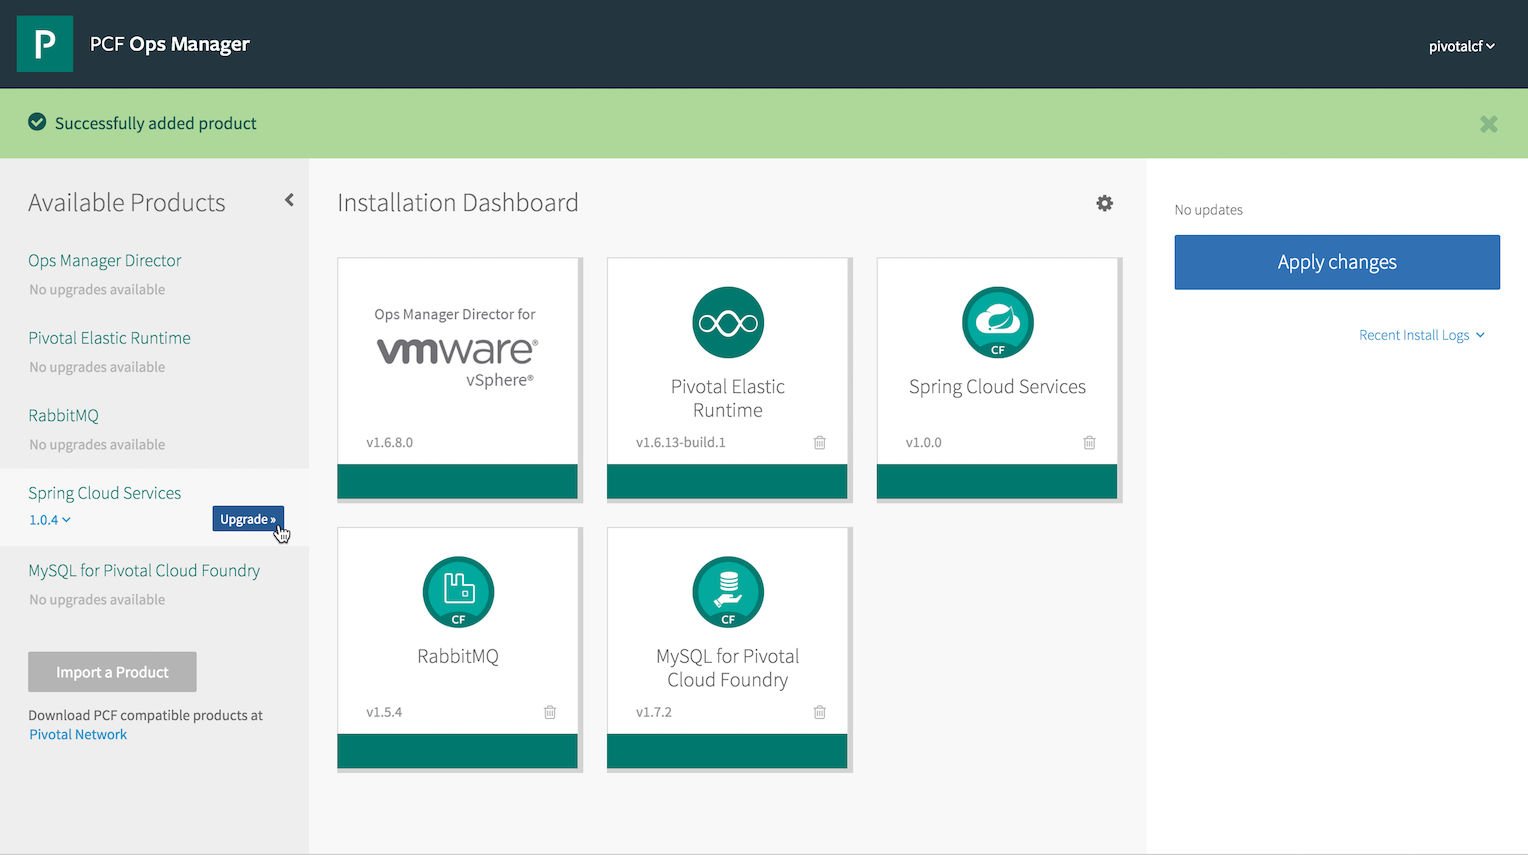 P
PCF Ops Manager
pivotalcf
Successfully added product
Available Products
Ops Manager Director
No upgrades available
Pivotal Elastic Runtime
No upgrades available
RabbitMQ
No upgrades available
Spring Cloud Services
1.0.4
Upgrade »
MySQL for Pivotal Cloud Foundry
No upgrades available
Import a Product
Download PCF compatible products at
Pivotal Network
Installation Dashboard
Ops Manager Director for
vmware®
vSphere®
v1.6.8.0
Pivotal Elastic
Runtime
v1.6.13-build.1
CF
Spring Cloud Services
v1.0.0
CF
RabbitMQ
v1.5.4
CF
MySQL for Pivotal
Cloud Foundry
v1.7.2
No updates
Apply changes
Recent Install Logs